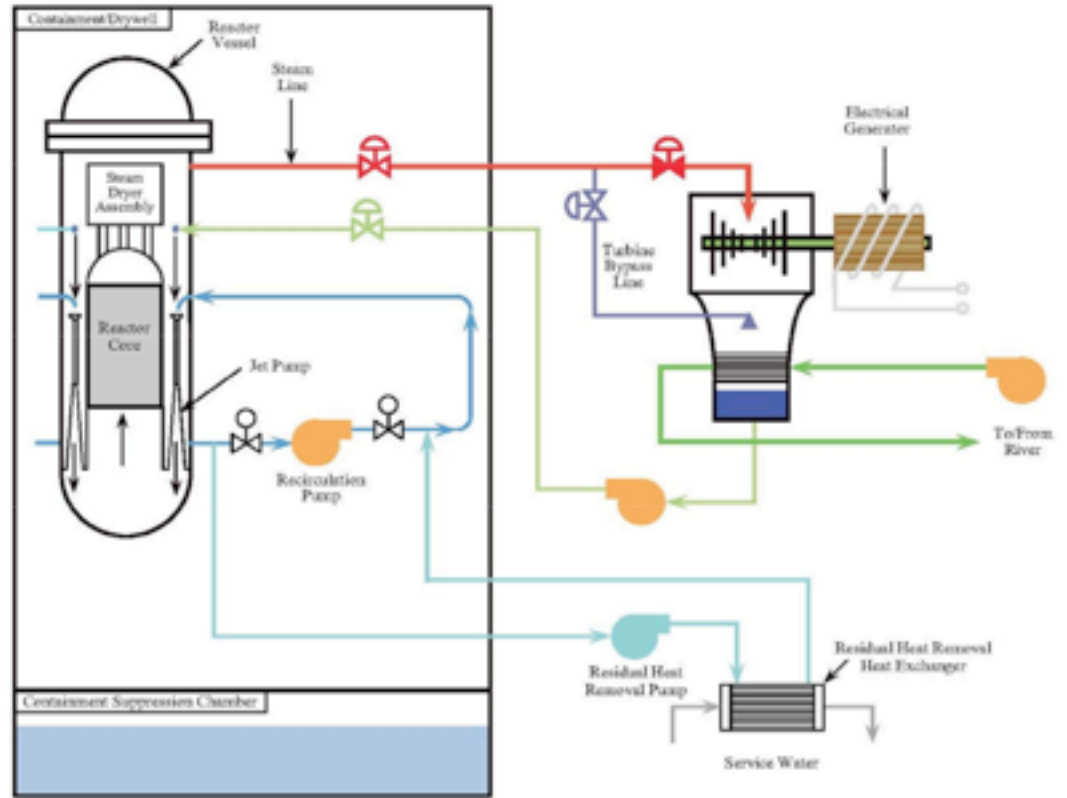 Containment/Drywell
Reactor
Vessel
Steam
Line
Electrical
Generator
Steam
Dryer
Assembly
Turbine
Bypass
Line
Reactor
Core
Jet Pump
Recirculation
Pump
To/From
River
Residual Heat
Removal Pump
Residual Heat Removal
Heat Exchanger
Containment Suppression Chamber
Service Water